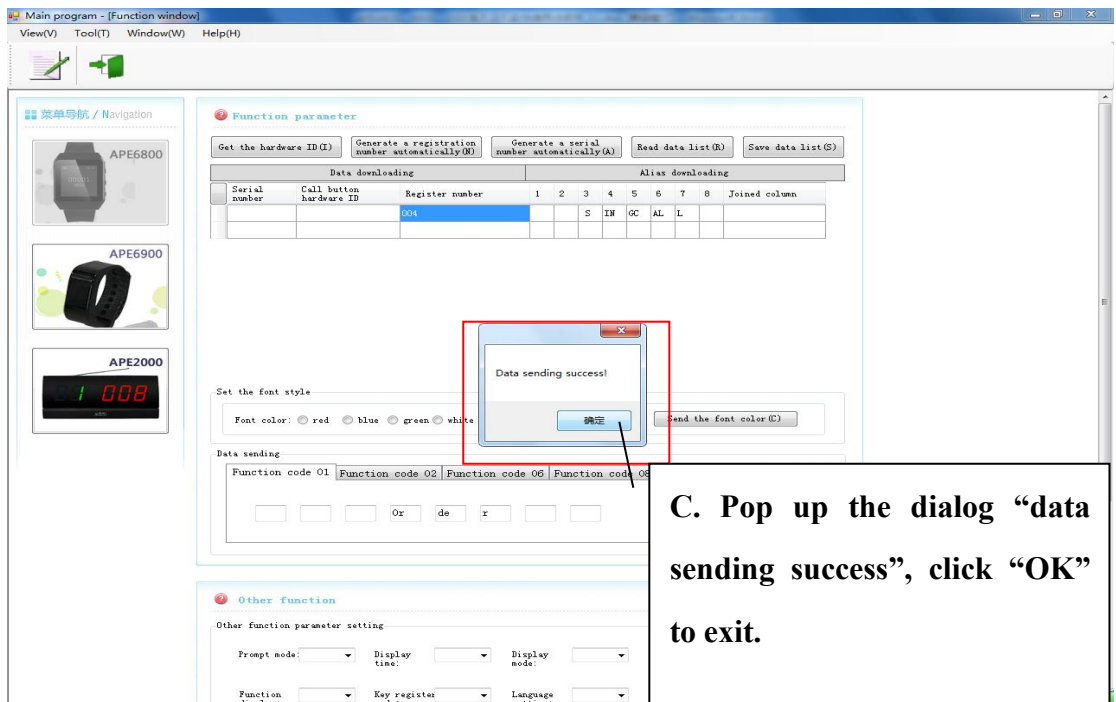 Main program - [Function window]
View(V) Tool(T) Window(W) Help(H)
菜单导航 / Navigation
APE6800
APE6900
APE2000
1 008
Function parameter
Get the hardware ID(I)
Generate a registration
number automatically(N)
Generate a serial
number automatically(A)
Read data list(R)
Save data list(S)
Data downloading
Alias downloading
Serial
number
Call button
hardware ID
Register number
1 2 3 4 5 6 7 8 Joined column
004 S IN GC AL L
Data sending success!
确定
Set the font style
Font color: red blue green white
Send the font color(C)
Data sending
Function code 01 Function code 02 Function code 06 Function code 08
Or de r
C. Pop up the dialog “data
sending success”, click “OK”
to exit.
Other function
Other function parameter setting
Prompt mode:
Display
time:
Display
mode:
Function
Key register
Language